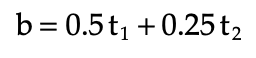 b = 0.5 t₁ + 0.25 t₂